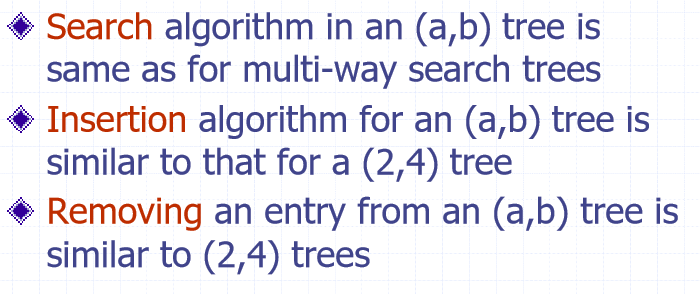 Search algorithm in an (a,b) tree is
same as for multi-way search trees
Insertion algorithm for an (a,b) tree is
similar to that for a (2,4) tree
Removing an entry from an (a,b) tree is
similar to (2,4) trees